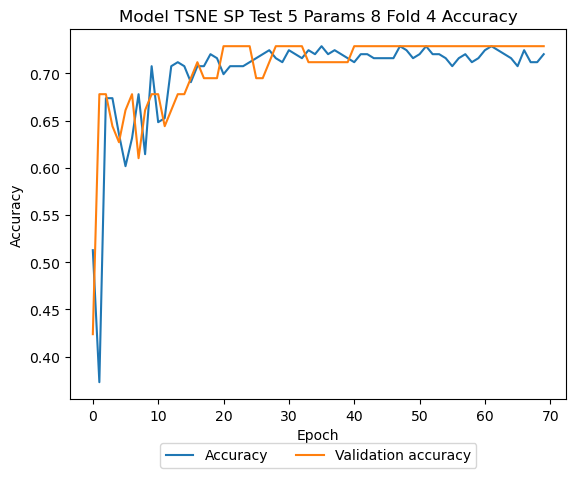 Model TSNE SP Test 5 Params 8 Fold 4 Accuracy
Accuracy
0.70
0.65
0.60
0.55
0.50
0.45
0.40
0 10 20 30 40 50 60 70
Epoch
Accuracy Validation accuracy